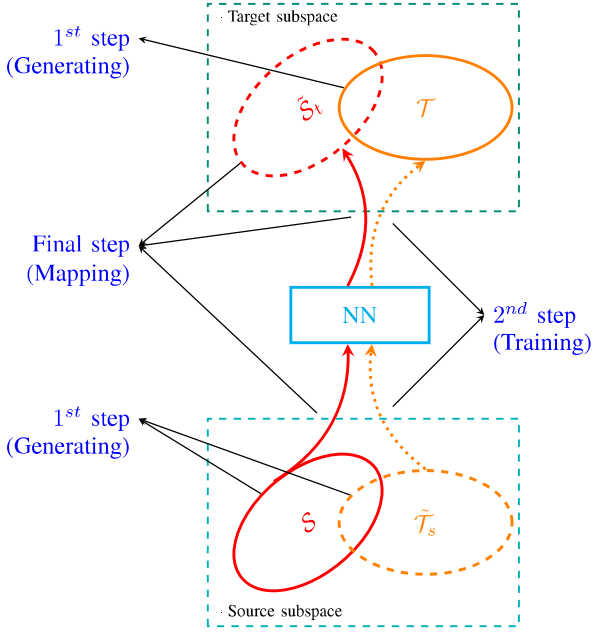 · Target subspace
1st step
(Generating)
S̃t
𝒯
Final step
(Mapping)
NN
2nd step
(Training)
1st step
(Generating)
S
𝒯̃s
· Source subspace